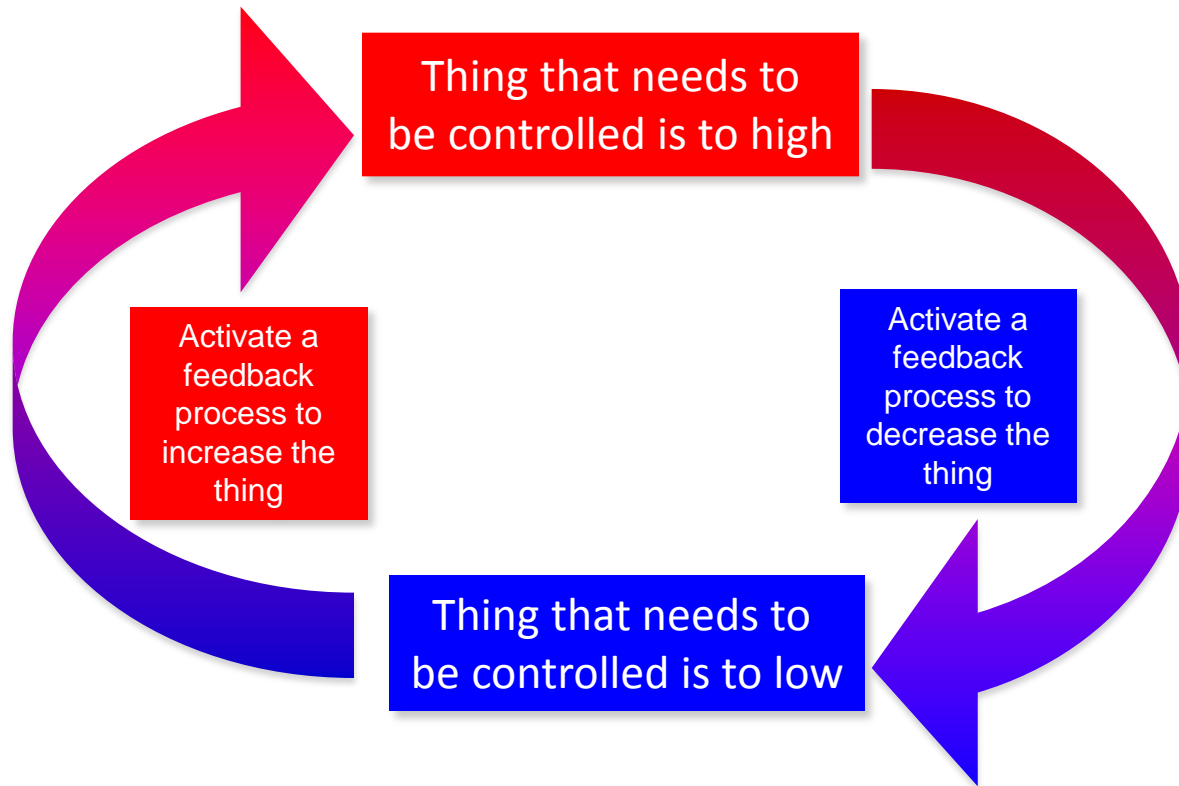 Thing that needs to
be controlled is to high
Activate a
feedback
process to
decrease the
thing
Thing that needs to
be controlled is to low
Activate a
feedback
process to
increase the
thing